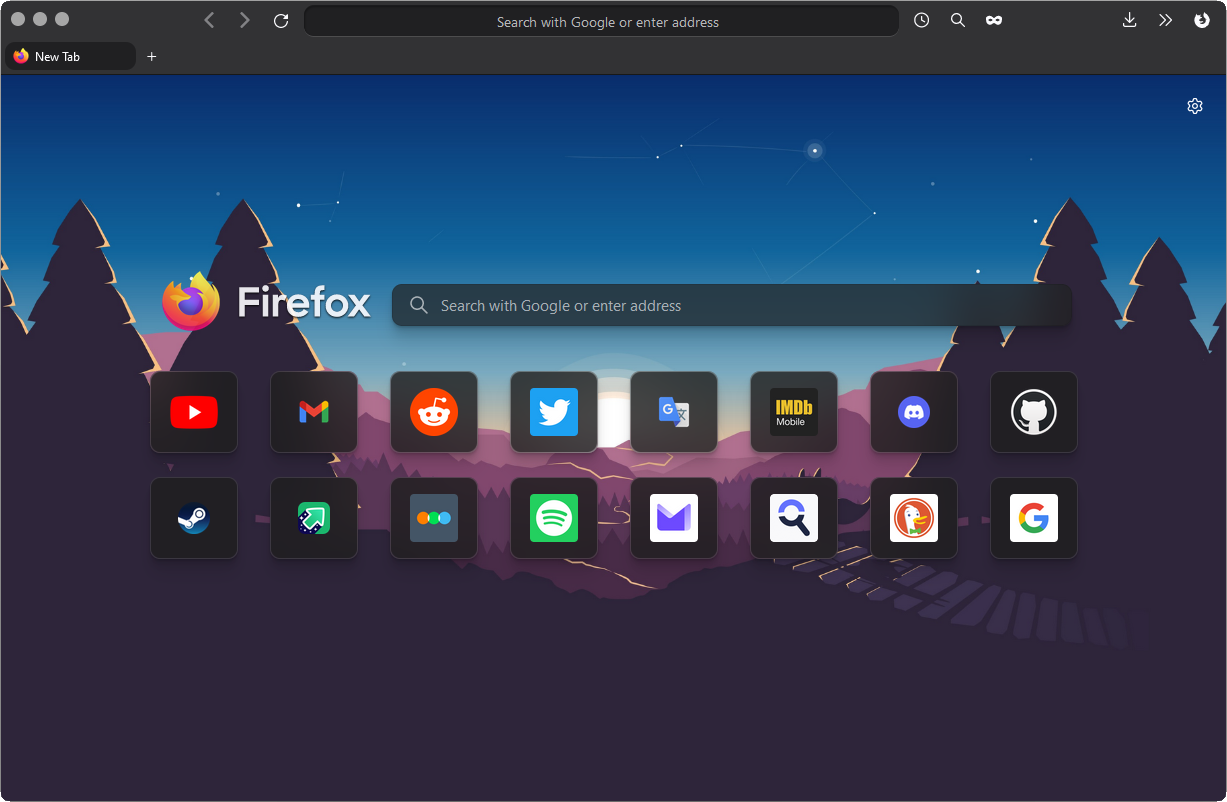 Search with Google or enter address
New Tab
Firefox
Search with Google or enter address
IMDb
Mobile